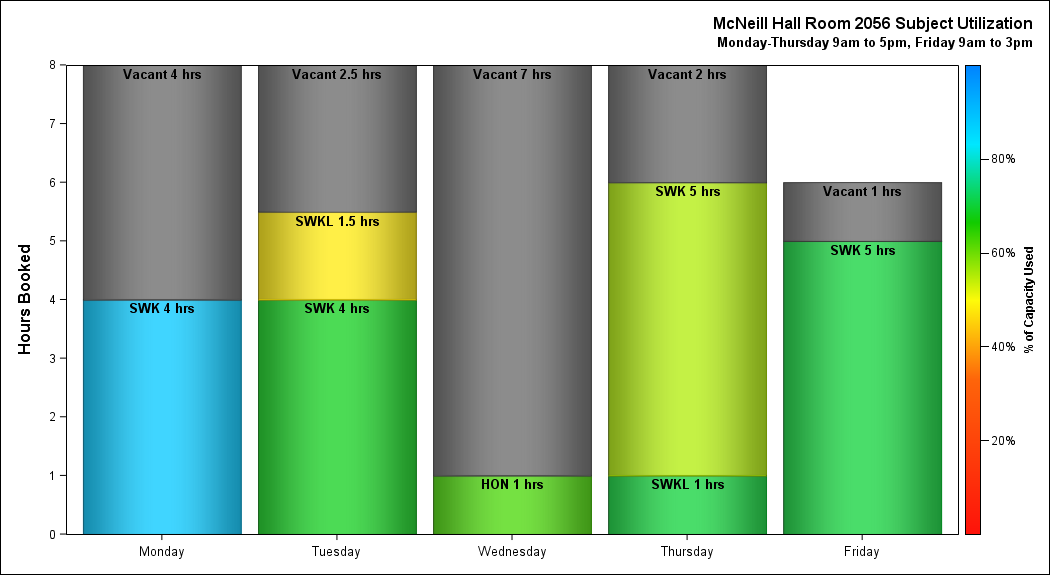 McNeill Hall Room 2056 Subject Utilization
Monday-Thursday 9am to 5pm, Friday 9am to 3pm
Hours Booked
8
7
6
5
4
3
2
1
0
Vacant 4 hrs
SWK 4 hrs
Vacant 2.5 hrs
SWKL 1.5 hrs
SWK 4 hrs
Vacant 7 hrs
HON 1 hrs
Vacant 2 hrs
SWK 5 hrs
SWKL 1 hrs
Vacant 1 hrs
SWK 5 hrs
Monday
Tuesday
Wednesday
Thursday
Friday
80%
60%
40%
20%
% of Capacity Used